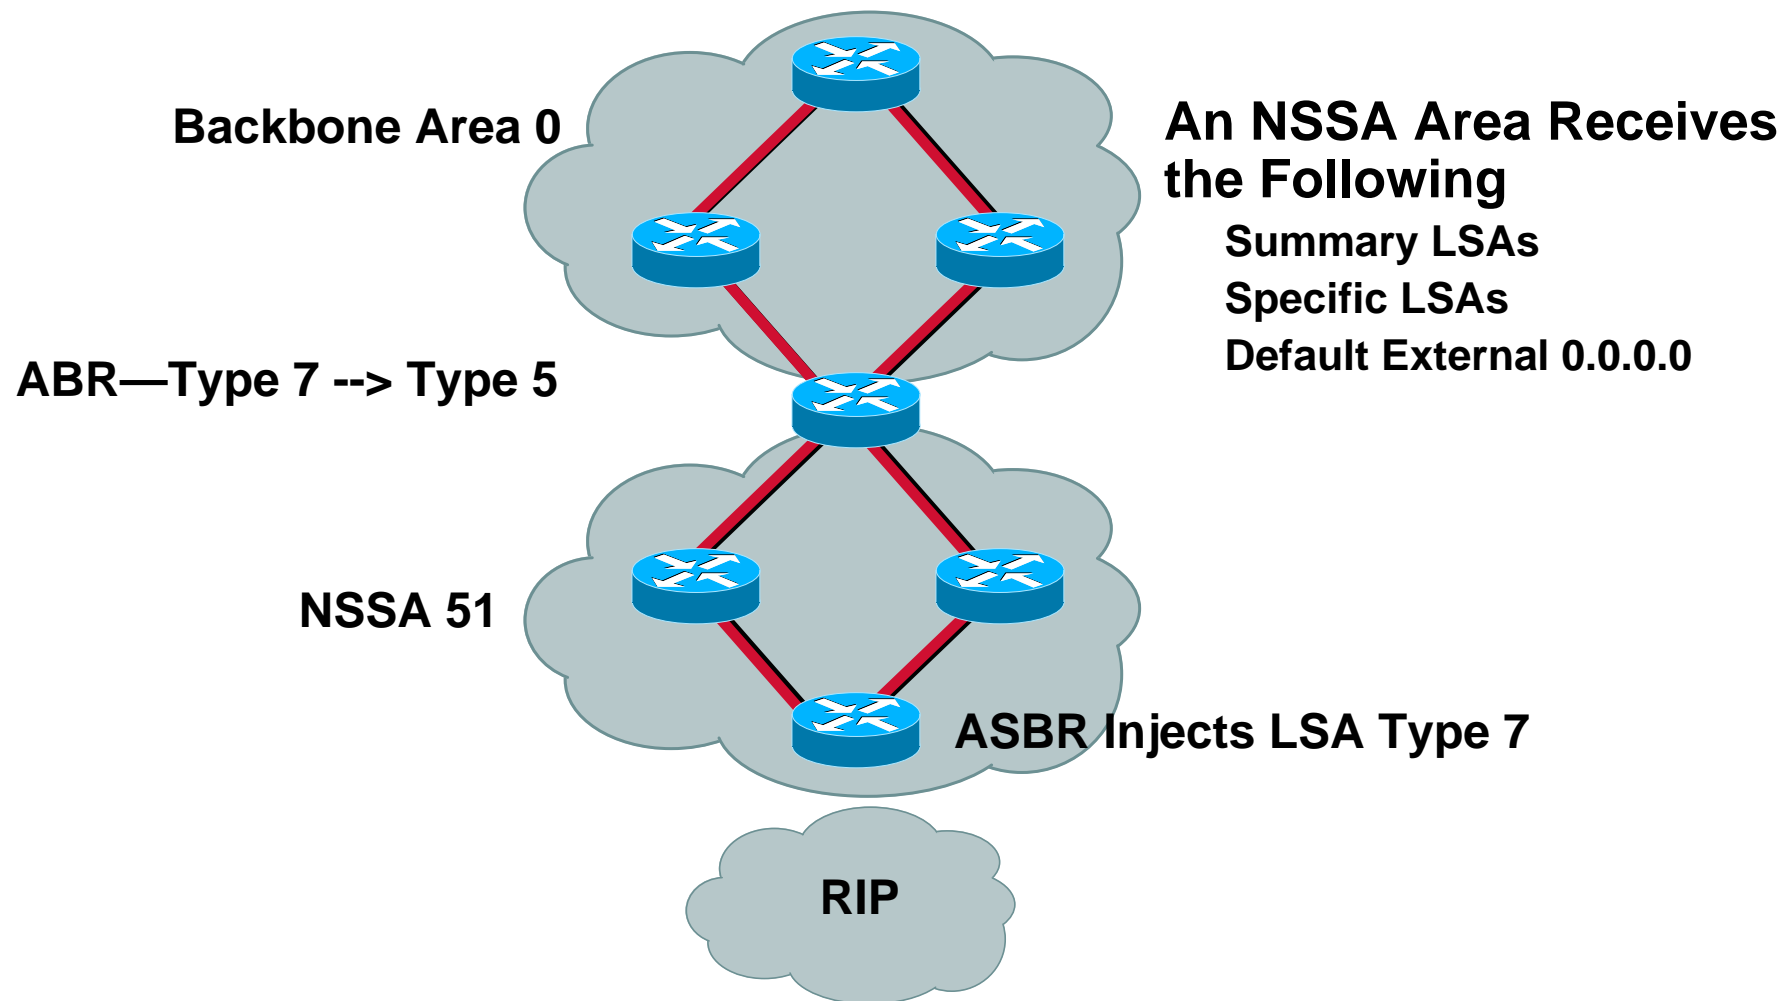 Backbone Area 0
An NSSA Area Receives
the Following
Summary LSAs
Specific LSAs
Default External 0.0.0.0
ABR—Type 7 --> Type 5
NSSA 51
ASBR Injects LSA Type 7
RIP